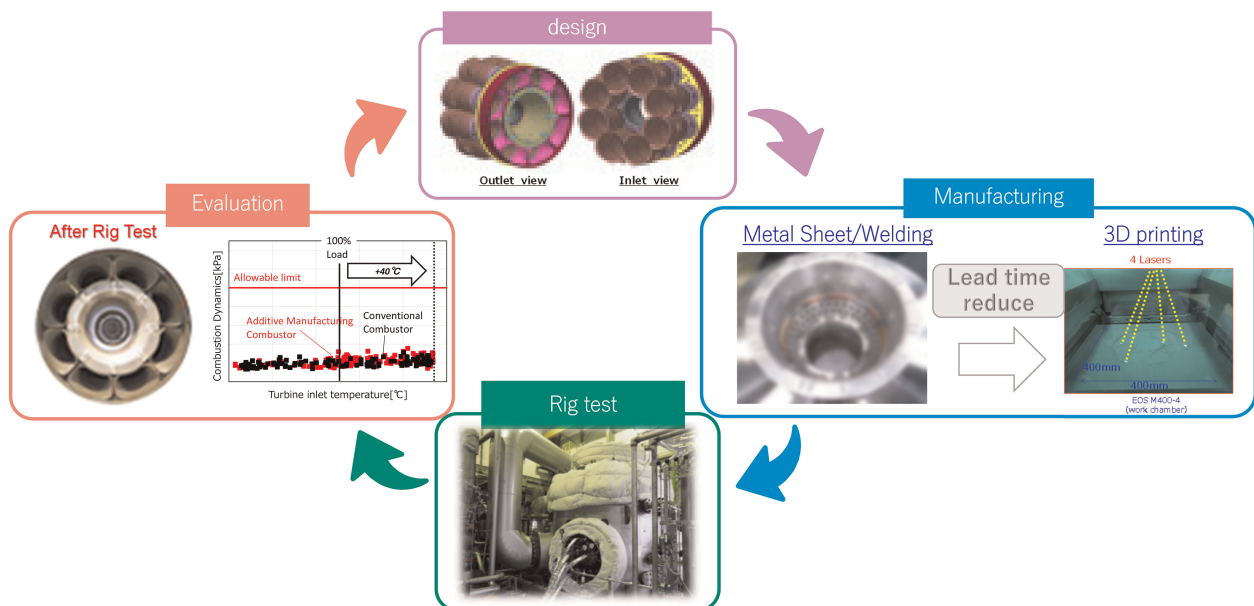 design
Outlet view
Inlet view
Manufacturing
Metal Sheet/Welding
Lead time
reduce
3D printing
4 Lasers
400mm
400mm
EOS M400-4
(work chamber)
Rig test
Evaluation
After Rig Test
Combustion Dynamics[kPa]
100%
Load
+40℃
Allowable limit
Additive Manufacturing
Combustor
Conventional
Combustor
Turbine inlet temperature[℃]